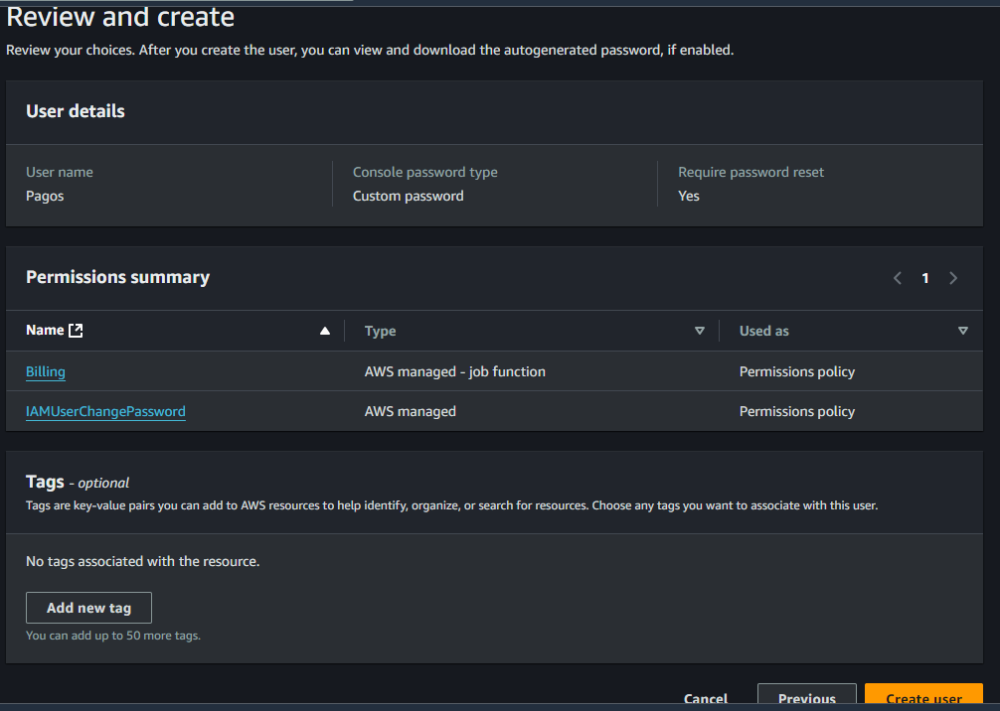 Review and create
Review your choices. After you create the user, you can view and download the autogenerated password, if enabled.
User details
User name
Pagos
Console password type
Custom password
Require password reset
Yes
Permissions summary
1
Name
Type
Used as
Billing
AWS managed - job function
Permissions policy
IAMUserChangePassword
AWS managed
Permissions policy
Tags - optional
Tags are key-value pairs you can add to AWS resources to help identify, organize, or search for resources. Choose any tags you want to associate with this user.
No tags associated with the resource.
Add new tag
You can add up to 50 more tags.
Cancel
Previous
Create user